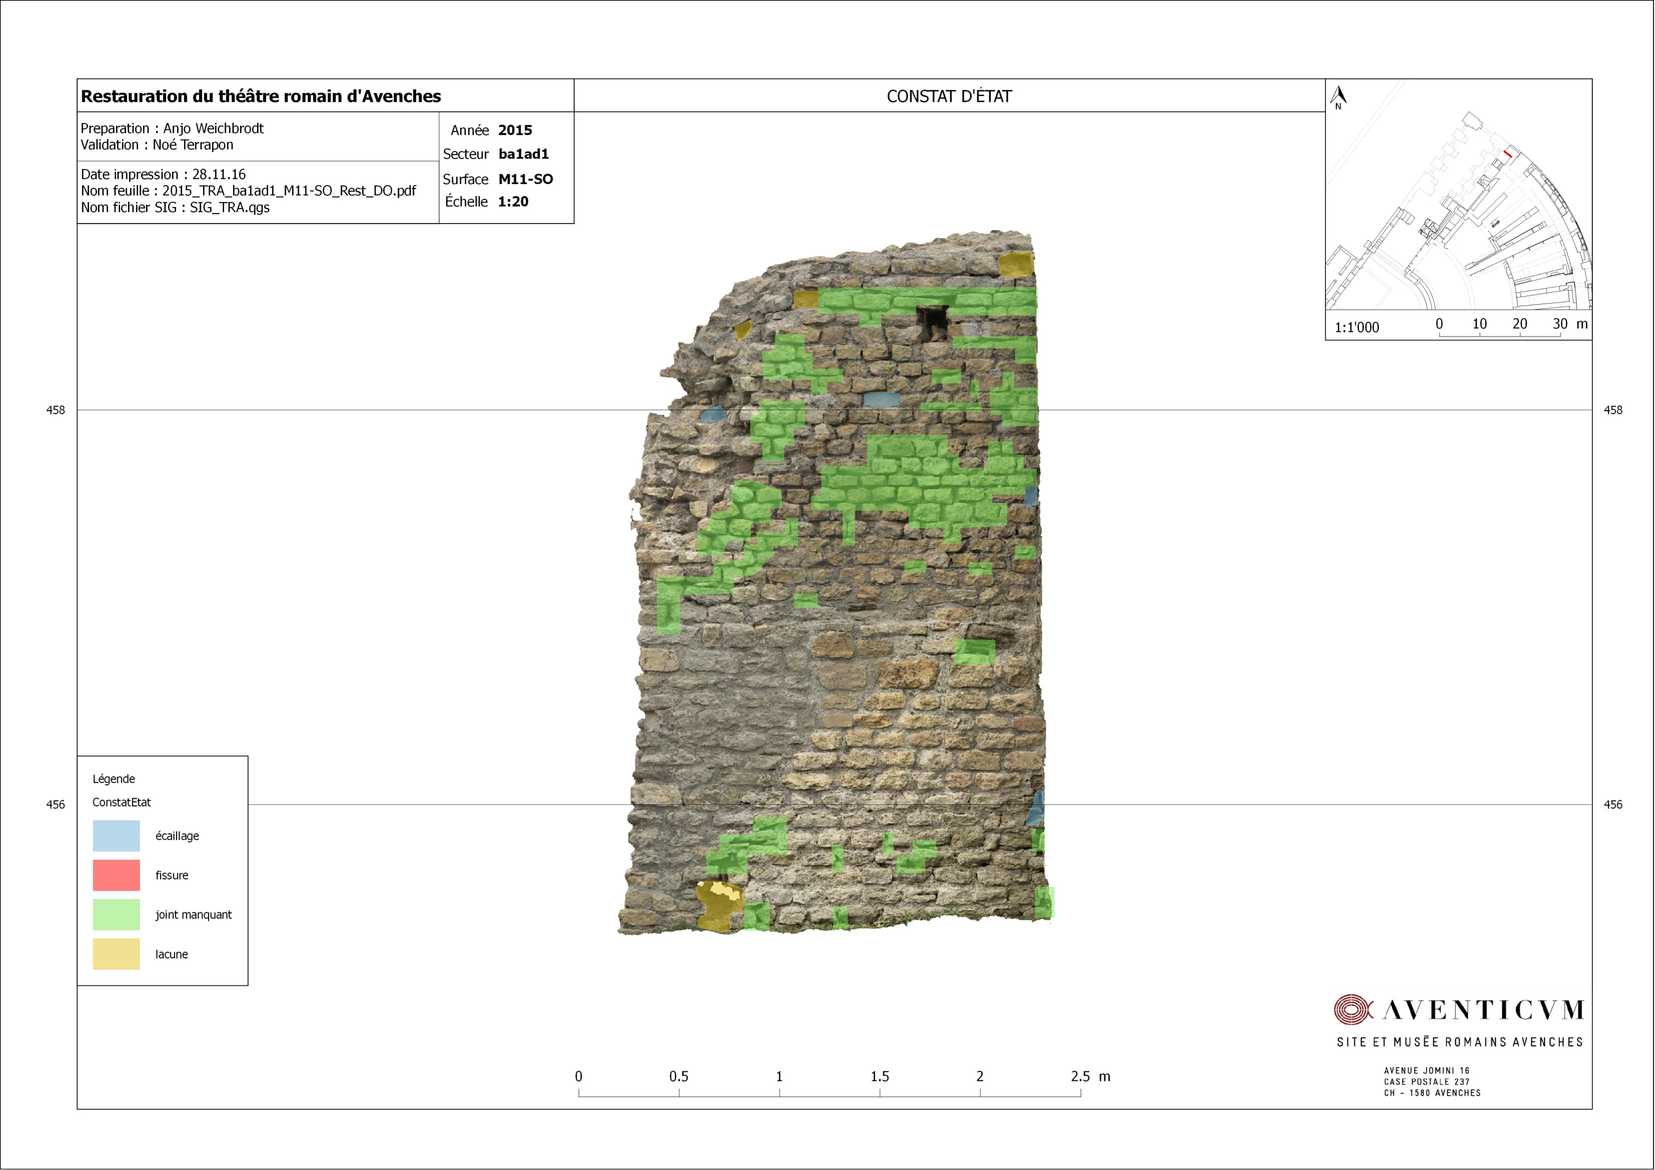 Restauration du théâtre romain d'Avenches
CONSTAT D'ÉTAT
Preparation : Anjo Weichbrodt
Validation : Noé Terrapon
Date impression : 28.11.16
Nom feuille : 2015_TRA_ba1ad1_M11-SO_Rest_DO.pdf
Nom fichier SIG : SIG_TRA.qgs
Année 2015
Secteur ba1ad1
Surface M11-SO
Échelle 1:20
N
1:1'000
0 10 20 30 m
458
458
456
456
Légende
ConstatEtat
écaillage
fissure
joint manquant
lacune
0 0.5 1 1.5 2 2.5 m
AVENTICVM
SITE ET MUSÉE ROMAINS AVENCHES
AVENUE JOMINI 16
CASE POSTALE 237
CH – 1580 AVENCHES